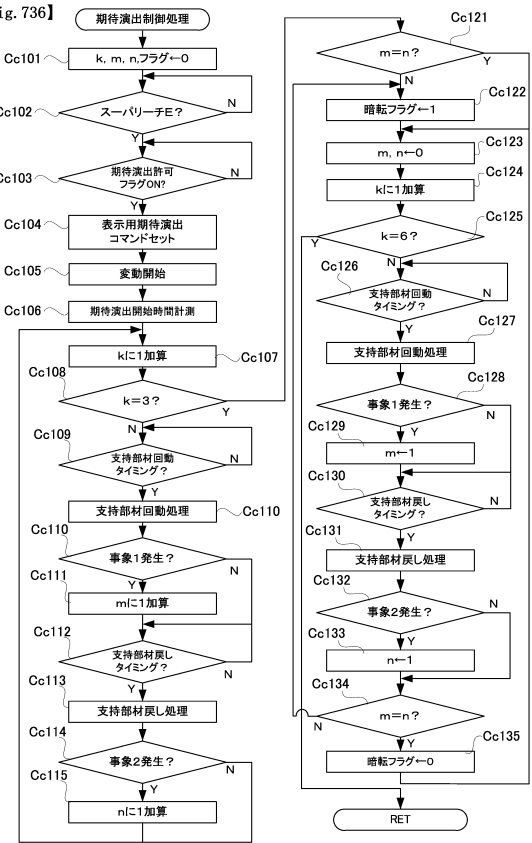 ig. 736】
期待演出制御処理
Cc101
k, m, n,フラグ←0
Cc102
スーパリーチE？
N
Y
Cc103
期待演出許可
フラグON?
N
Y
Cc104
表示用期待演出
コマンドセット
Cc105
変動開始
Cc106
期待演出開始時間計測
kに1加算
Cc107
Cc108
k＝3？
Y
N
Cc109
支持部材回動
タイミング？
N
Y
支持部材回動処理
Cc110
Cc110
事象1発生？
N
Y
Cc111
mに1加算
Cc112
支持部材戻し
タイミング？
N
Y
Cc113
支持部材戻し処理
Cc114
事象2発生？
N
Y
Cc115
nに1加算
Cc121
m＝n？
Y
N
Cc122
暗転フラグ←1
Cc123
m, n←0
Cc124
kに1加算
Cc125
k＝6？
Y
N
Cc126
支持部材回動
タイミング？
N
Y
Cc127
支持部材回動処理
Cc128
事象1発生？
N
Y
Cc129
m←1
Cc130
支持部材戻し
タイミング？
N
Y
Cc131
支持部材戻し処理
Cc132
事象2発生？
N
Y
Cc133
n←1
Cc134
m＝n？
N
Y
Cc135
暗転フラグ←0
RET